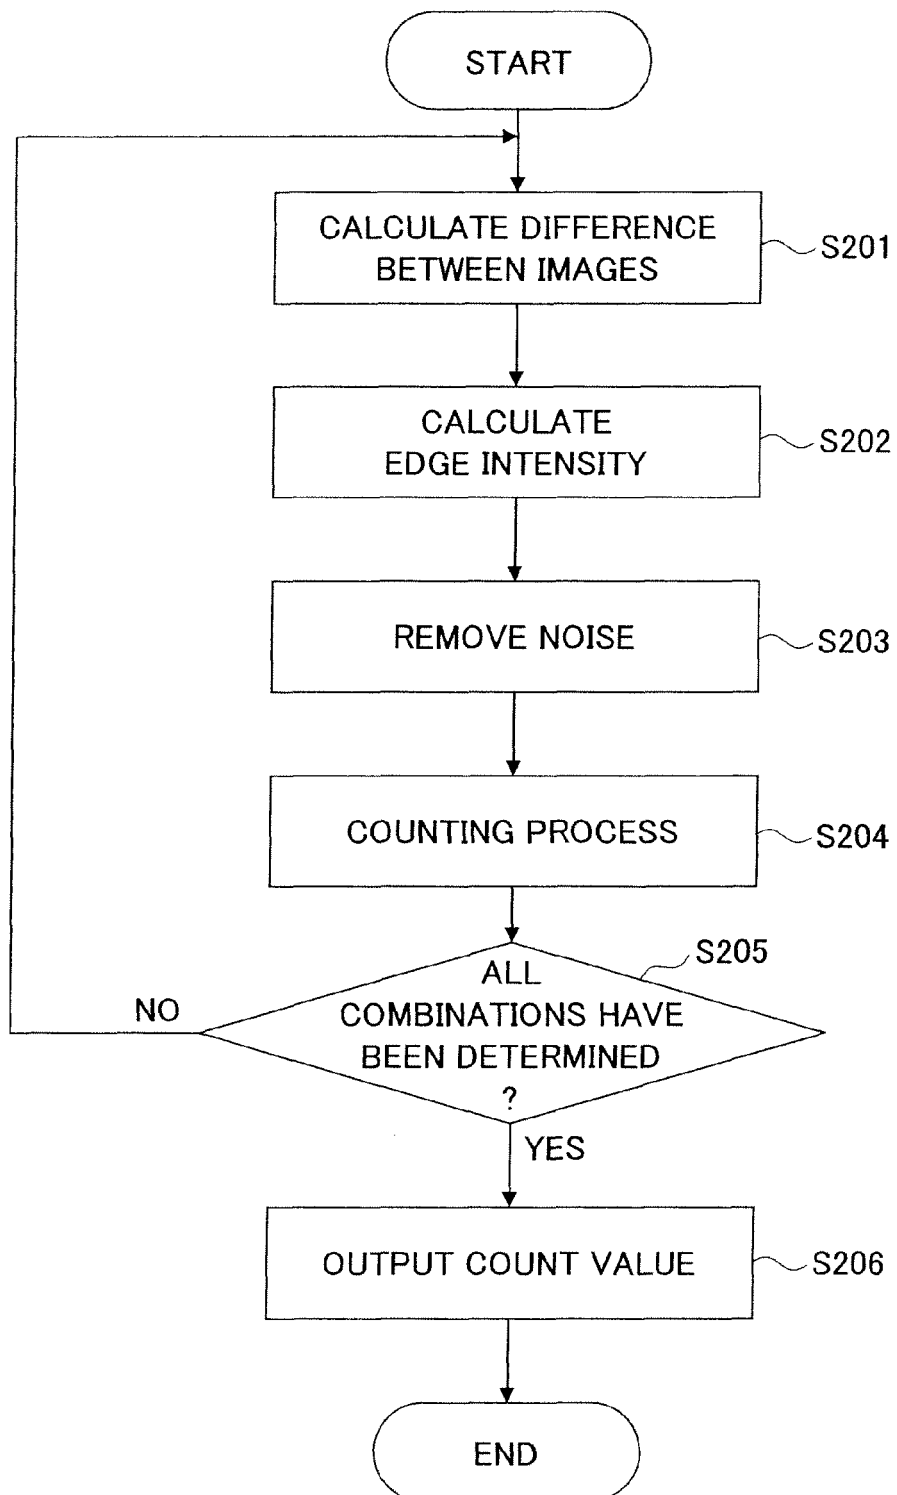 START
CALCULATE DIFFERENCE
BETWEEN IMAGES
S201
CALCULATE
EDGE INTENSITY
S202
REMOVE NOISE
S203
COUNTING PROCESS
S204
S205
ALL
COMBINATIONS HAVE
BEEN DETERMINED
?
NO
YES
OUTPUT COUNT VALUE
S206
END